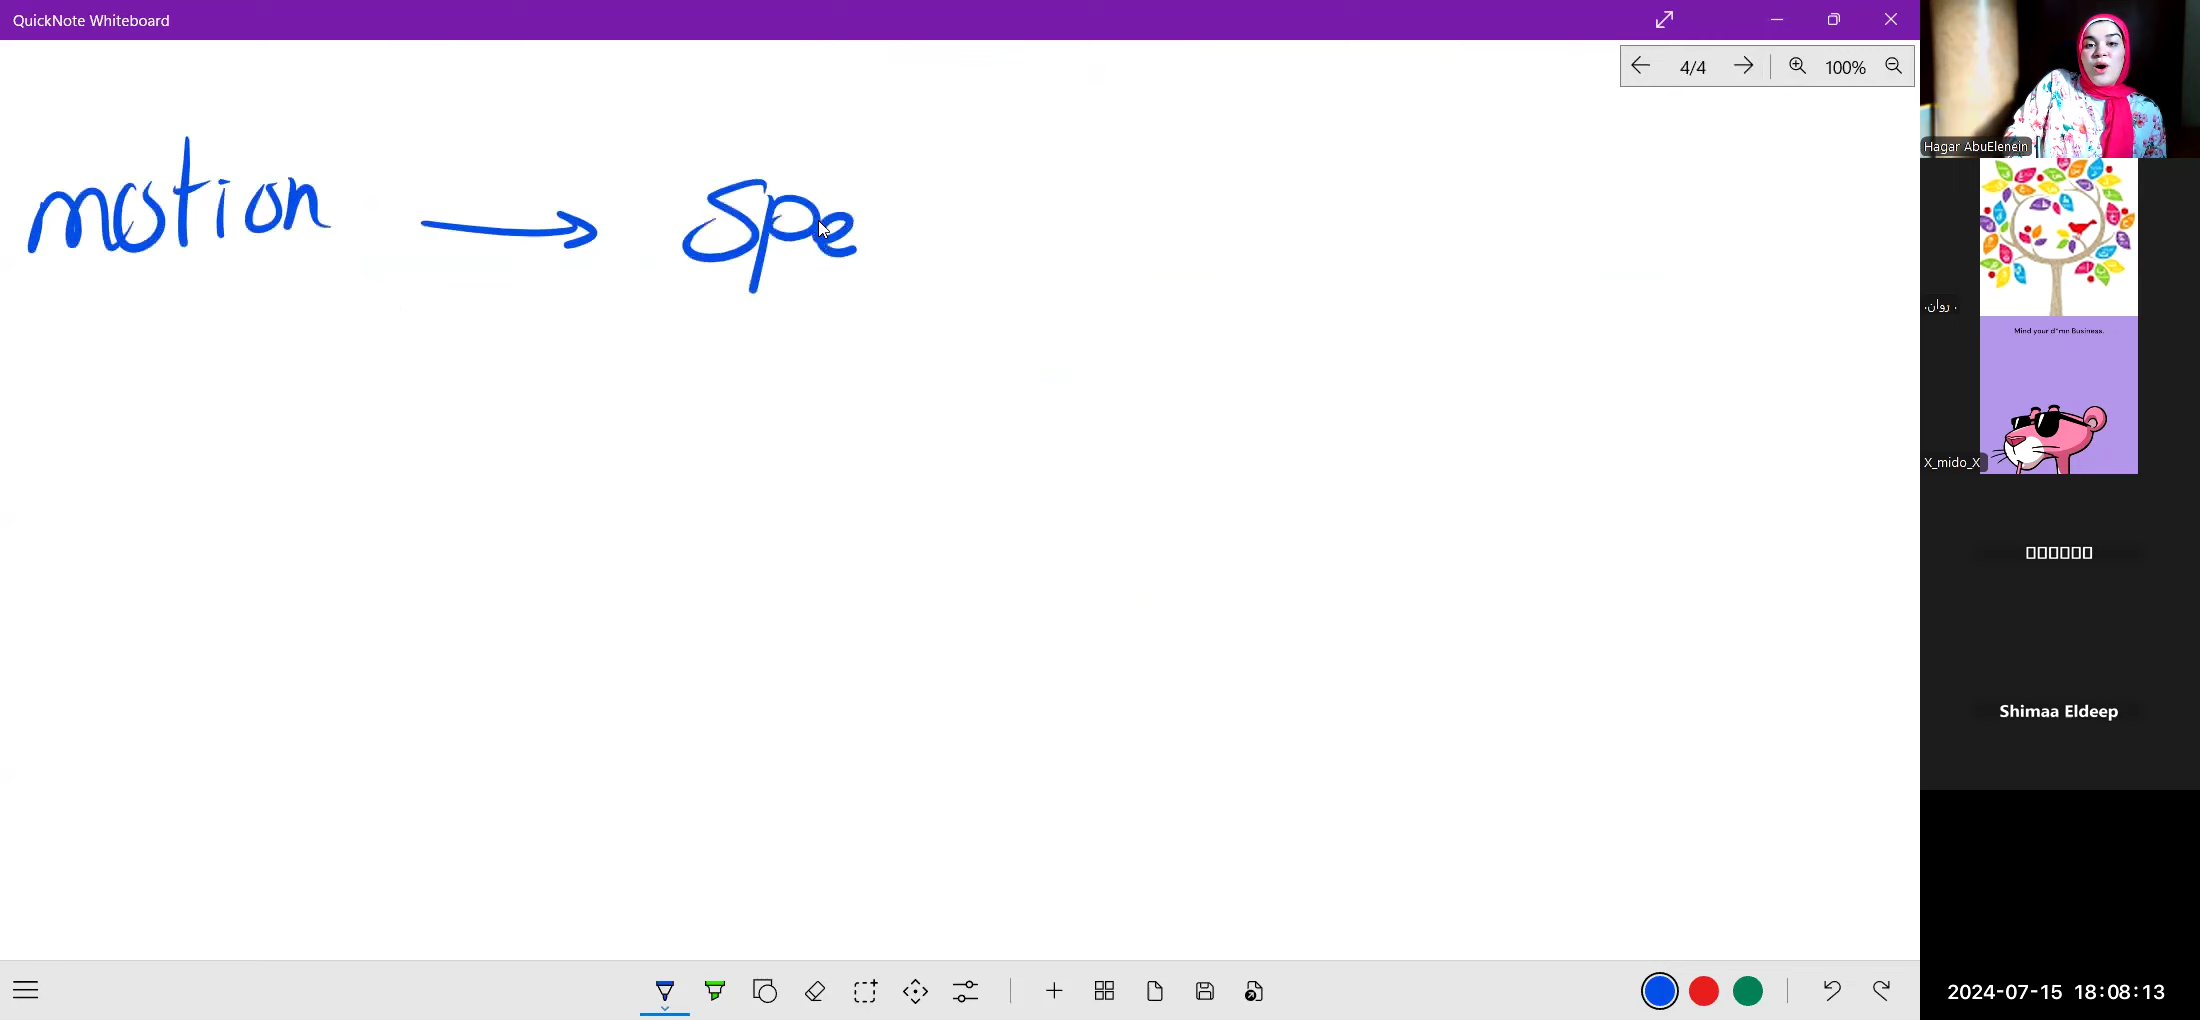 QuickNote Whiteboard
4/4
100%
motion → Spe
Hagar AbuElenein
. روان.
Mind your d*mn Business.
X_mido_X
Shimaa Eldeep
2024-07-15 18:08:13